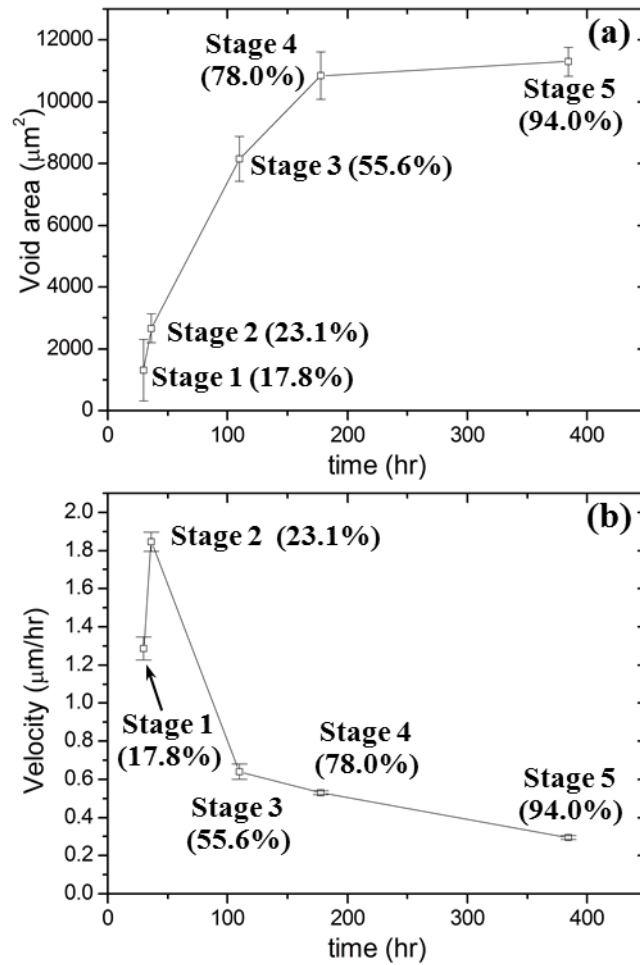 (a)
Void area (μm²)
12000
10000
8000
6000
4000
2000
0
Stage 4
(78.0%)
Stage 5
(94.0%)
Stage 3 (55.6%)
Stage 2 (23.1%)
Stage 1 (17.8%)
0 100 200 300 400
time (hr)
(b)
Velocity (μm/hr)
2.0
1.8
1.6
1.4
1.2
1.0
0.8
0.6
0.4
0.2
0.0
Stage 2 (23.1%)
Stage 1
(17.8%)
Stage 4
(78.0%)
Stage 3
(55.6%)
Stage 5
(94.0%)
0 100 200 300 400
time (hr)